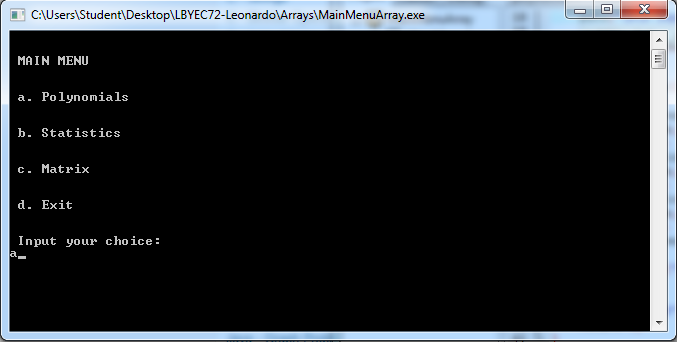 C:\Users\Student\Desktop\LBYEC72-Leonardo\Arrays\MainMenuArray.exe
MAIN MENU
a. Polynomials
b. Statistics
c. Matrix
d. Exit
Input your choice:
a_